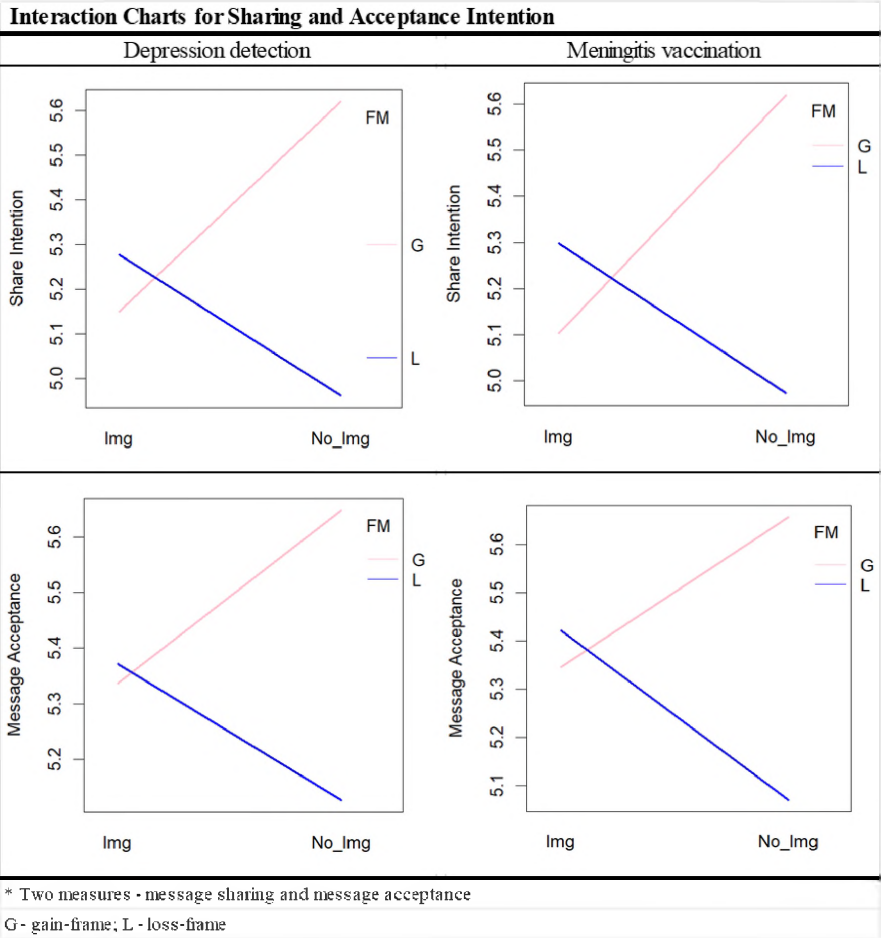 Interaction Charts for Sharing and Acceptance Intention
Depression detection
Meningitis vaccination
Share Intention
5.6
5.5
5.4
5.3
5.2
5.1
5.0
FM
G
L
Img
No_Img
Share Intention
5.6
5.5
5.4
5.3
5.2
5.1
5.0
FM
G
L
Img
No_Img
Message Acceptance
5.6
5.5
5.4
5.3
5.2
FM
G
L
Img
No_Img
Message Acceptance
5.6
5.5
5.4
5.3
5.2
5.1
FM
G
L
Img
No_Img
* Two measures - message sharing and message acceptance
G - gain-frame; L - loss-frame